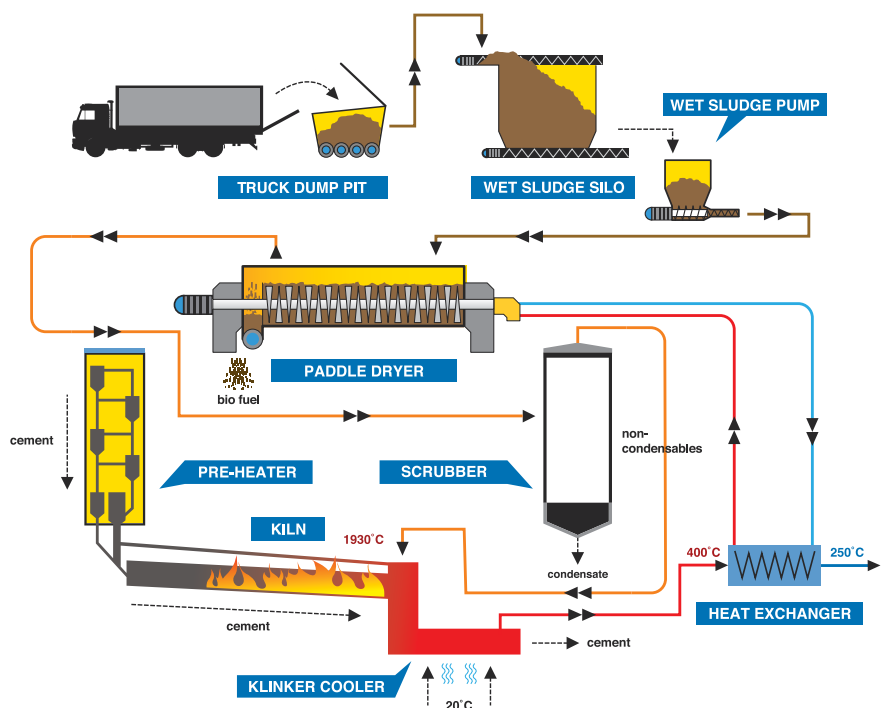 WET SLUDGE PUMP
TRUCK DUMP PIT
WET SLUDGE SILO
PADDLE DRYER
bio fuel
cement
non-
condensables
PRE-HEATER
SCRUBBER
KILN
1930°C
400°C
250°C
condensate
HEAT EXCHANGER
cement
cement
KLINKER COOLER
20°C